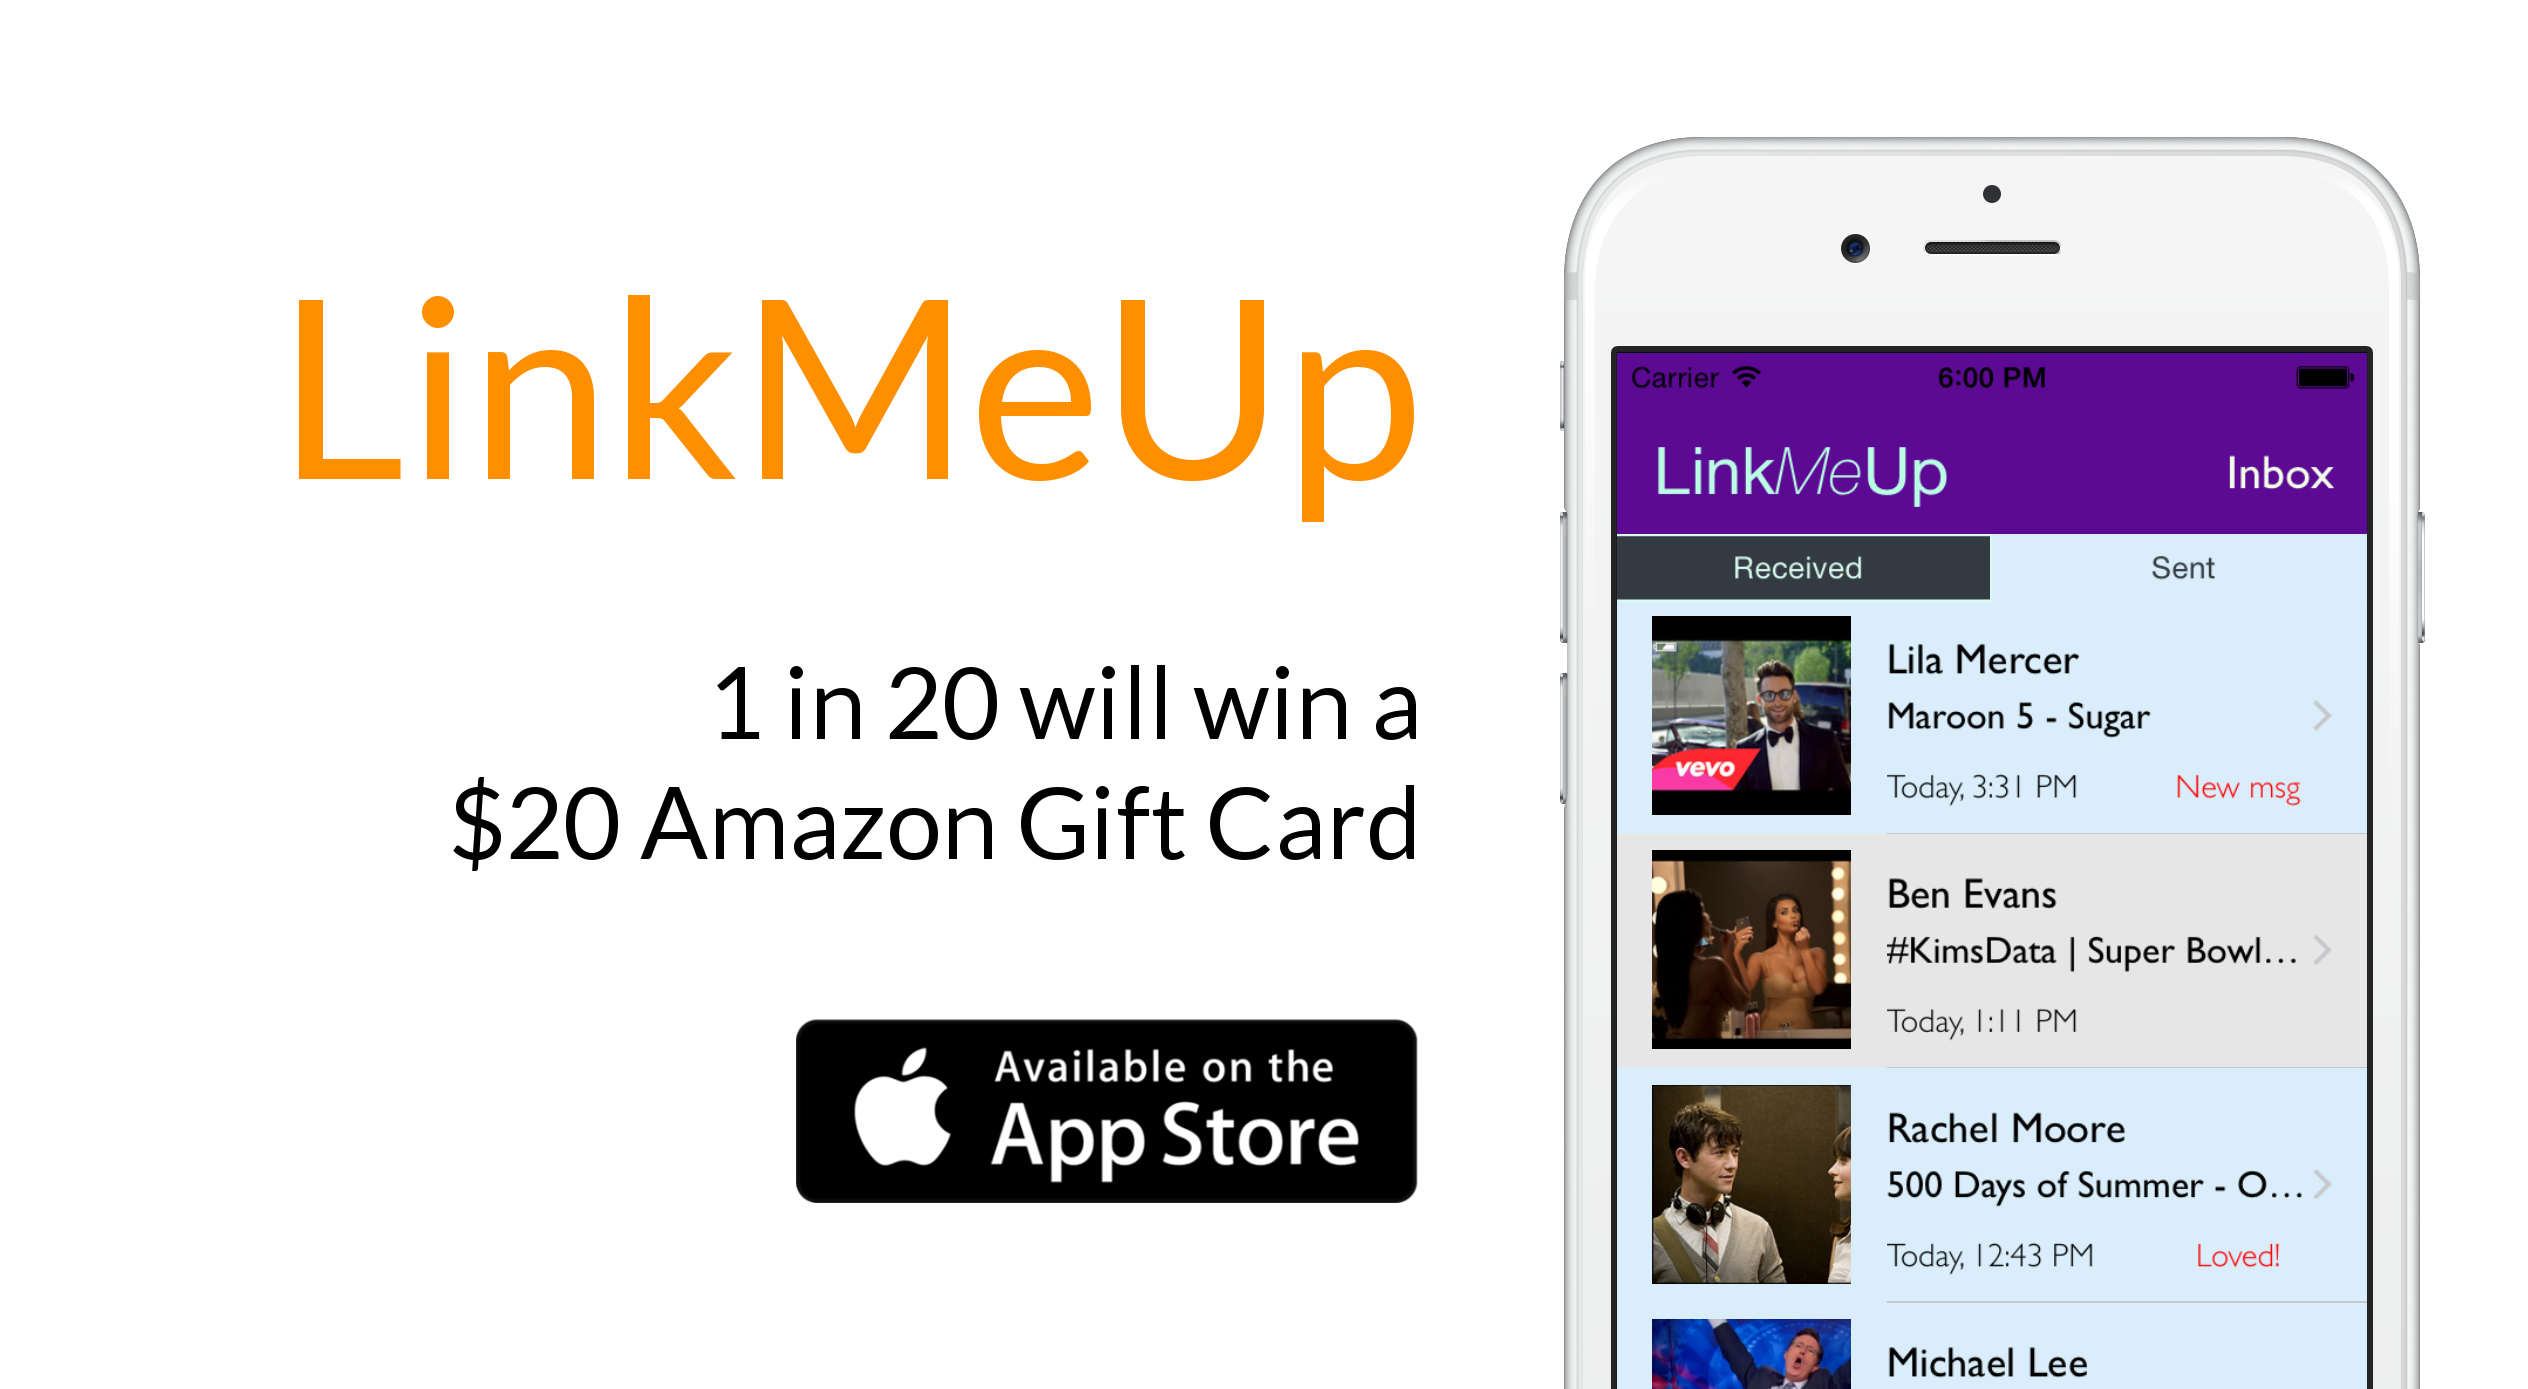 LinkMeUp
1 in 20 will win a
$20 Amazon Gift Card
Available on the
App Store
Carrier 6:00 PM
LinkMeUp Inbox
Received Sent
Lila Mercer
Maroon 5 - Sugar
Today, 3:31 PM New msg
vevo
Ben Evans
#KimsData | Super Bowl...
Today, 1:11 PM
Rachel Moore
500 Days of Summer - O...
Today, 12:43 PM Loved!
Michael Lee